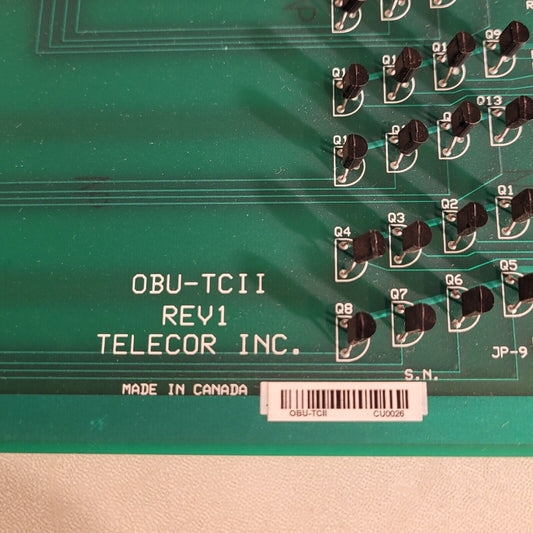 Q1 Q1 Q1 Q9
Q1 Q Q13
Q4 Q3 Q2 Q1
Q8 Q7 Q6 Q5
OBU-TCII
REV1
TELECOR INC.
JP-9
S.N.
MADE IN CANADA
OBU-TCII CU0026